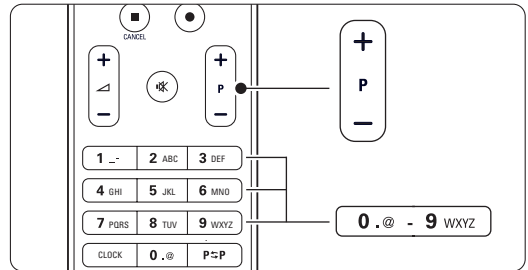 CANCEL
+ +
+
P
P
- -
-
1 _- 2 ABC 3 DEF
4 GHI 5 JKL 6 MNO
7 PQRS 8 TUV 9 WXYZ
0 .@ - 9 WXYZ
CLOCK 0 .@ P P